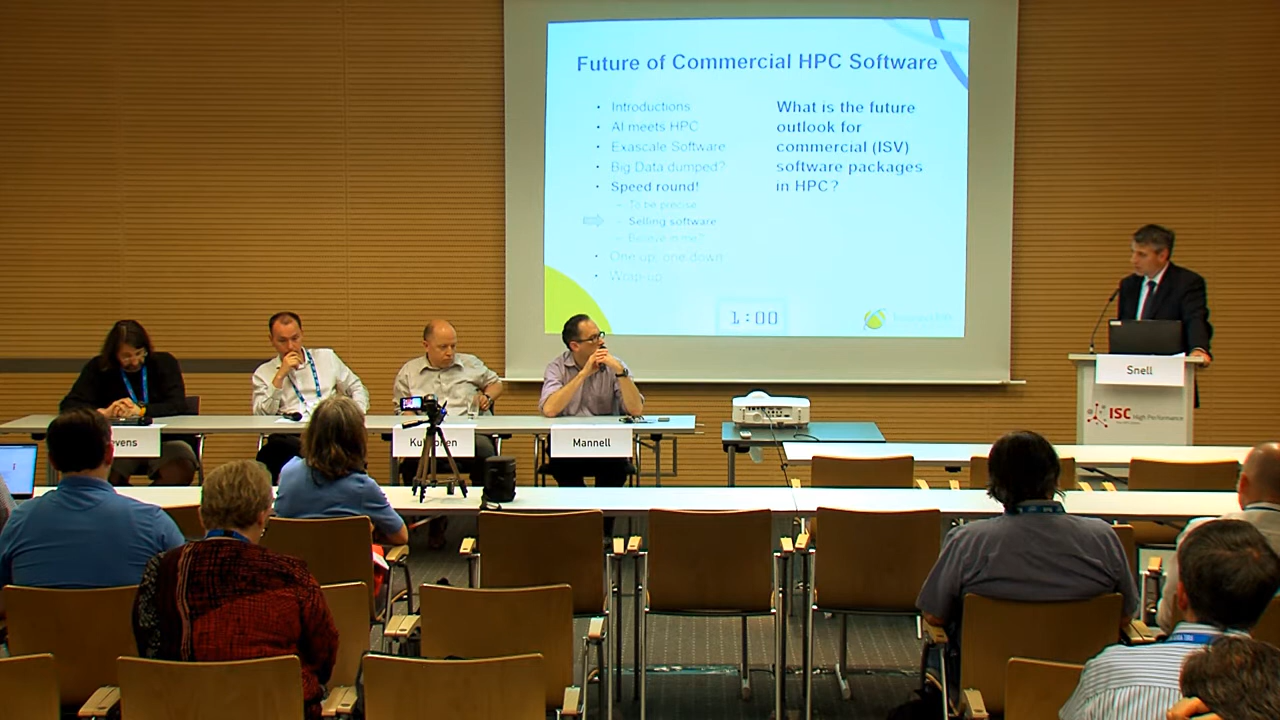 Future of Commercial HPC Software
• Introductions
• AI meets HPC
• Exascale Software
• Big Data dumped?
• Speed round!
– To be precise
– Selling software
– Believe in me?
• One up, one down
• Wrap-up
What is the future
outlook for
commercial (ISV)
software packages
in HPC?
1:00
Snell
ISC High Performance
evens
Mannell